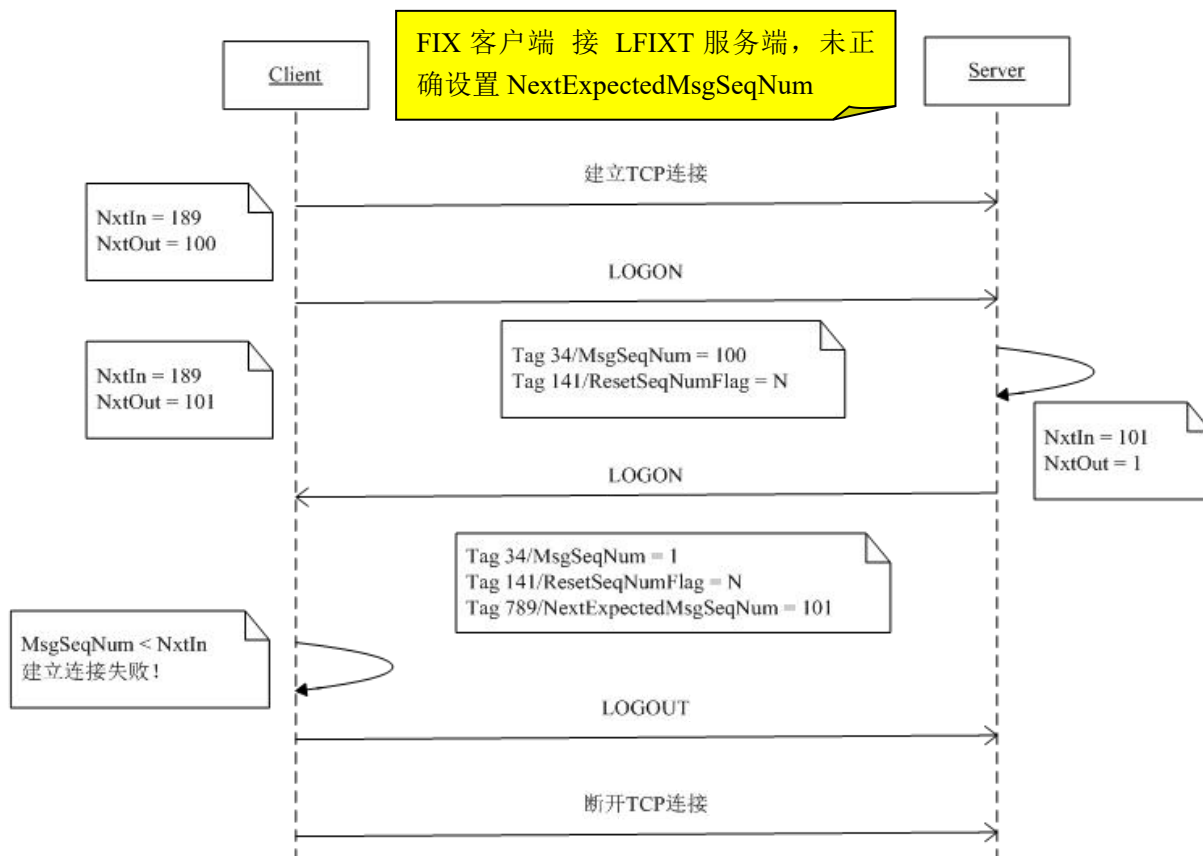 FIX 客户端 接 LFIXT 服务端，未正
确设置 NextExpectedMsgSeqNum
Client
Server
建立TCP连接
NxtIn = 189
NxtOut = 100
LOGON
Tag 34/MsgSeqNum = 100
Tag 141/ResetSeqNumFlag = N
NxtIn = 189
NxtOut = 101
NxtIn = 101
NxtOut = 1
LOGON
Tag 34/MsgSeqNum = 1
Tag 141/ResetSeqNumFlag = N
Tag 789/NextExpectedMsgSeqNum = 101
MsgSeqNum < NxtIn
建立连接失败！
LOGOUT
断开TCP连接